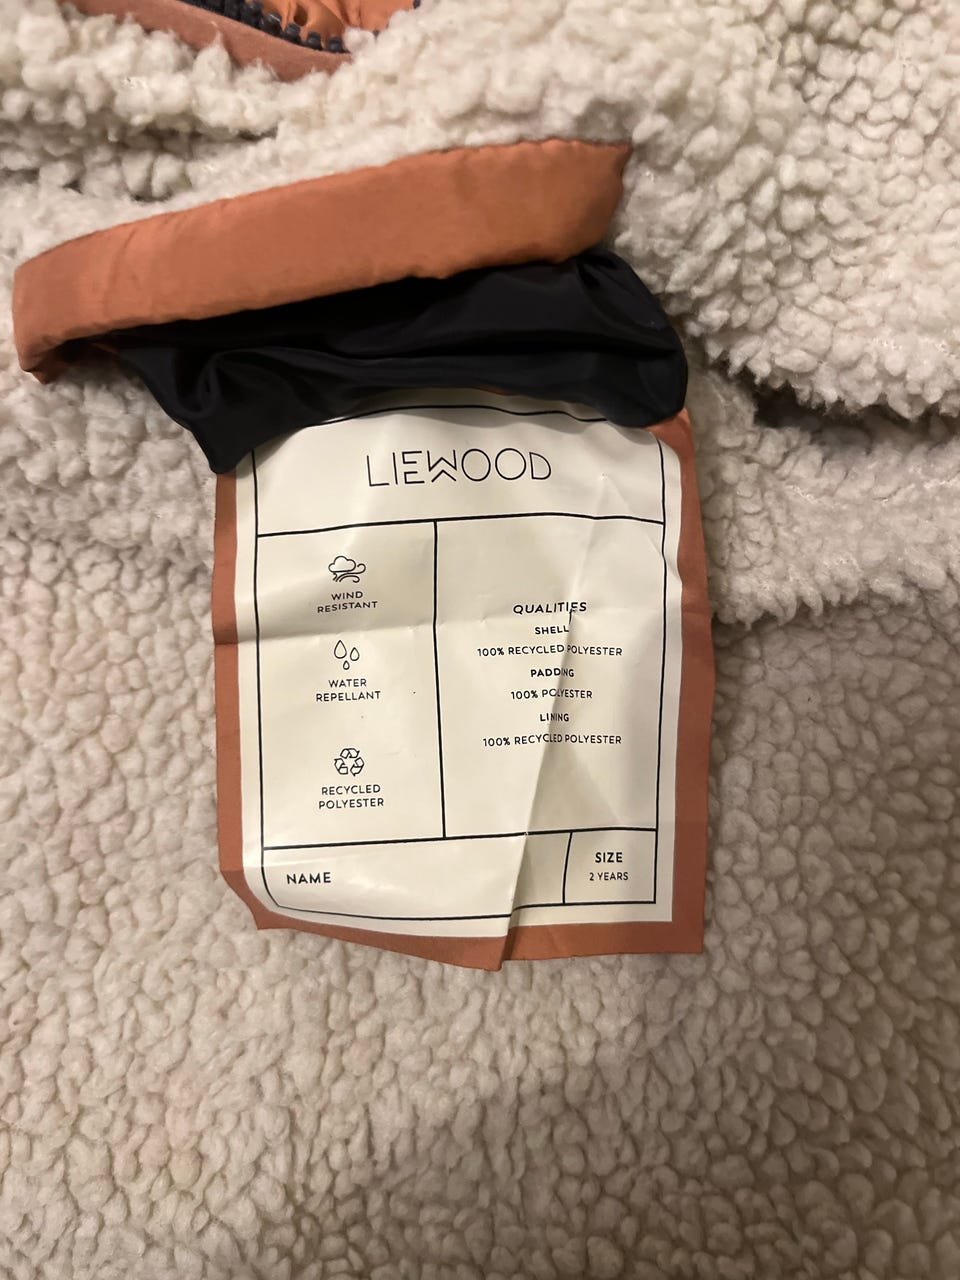 LIEWOOD
WIND
RESISTANT
WATER
REPELLANT
RECYCLED
POLYESTER
QUALITIES
SHELL
100% RECYCLED POLYESTER
PADDING
100% POLYESTER
LINING
100% RECYCLED POLYESTER
NAME
SIZE
2 YEARS